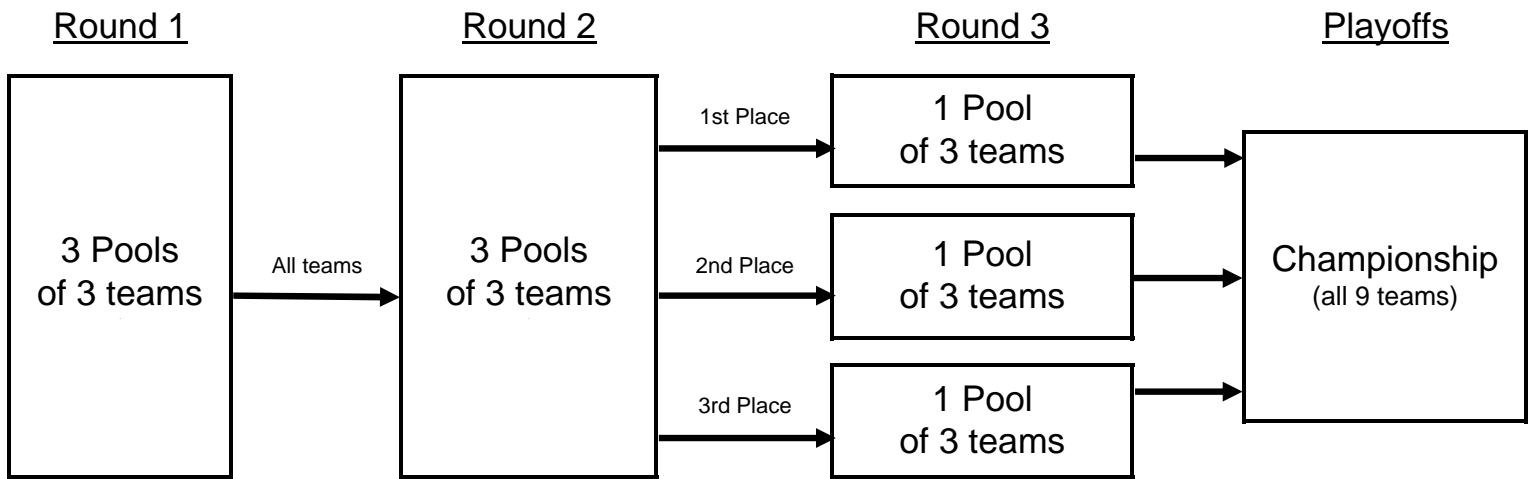 Round 1
Round 2
Round 3
Playoffs
3 Pools
of 3 teams
All teams
3 Pools
of 3 teams
1st Place
2nd Place
3rd Place
1 Pool
of 3 teams
1 Pool
of 3 teams
1 Pool
of 3 teams
Championship
(all 9 teams)